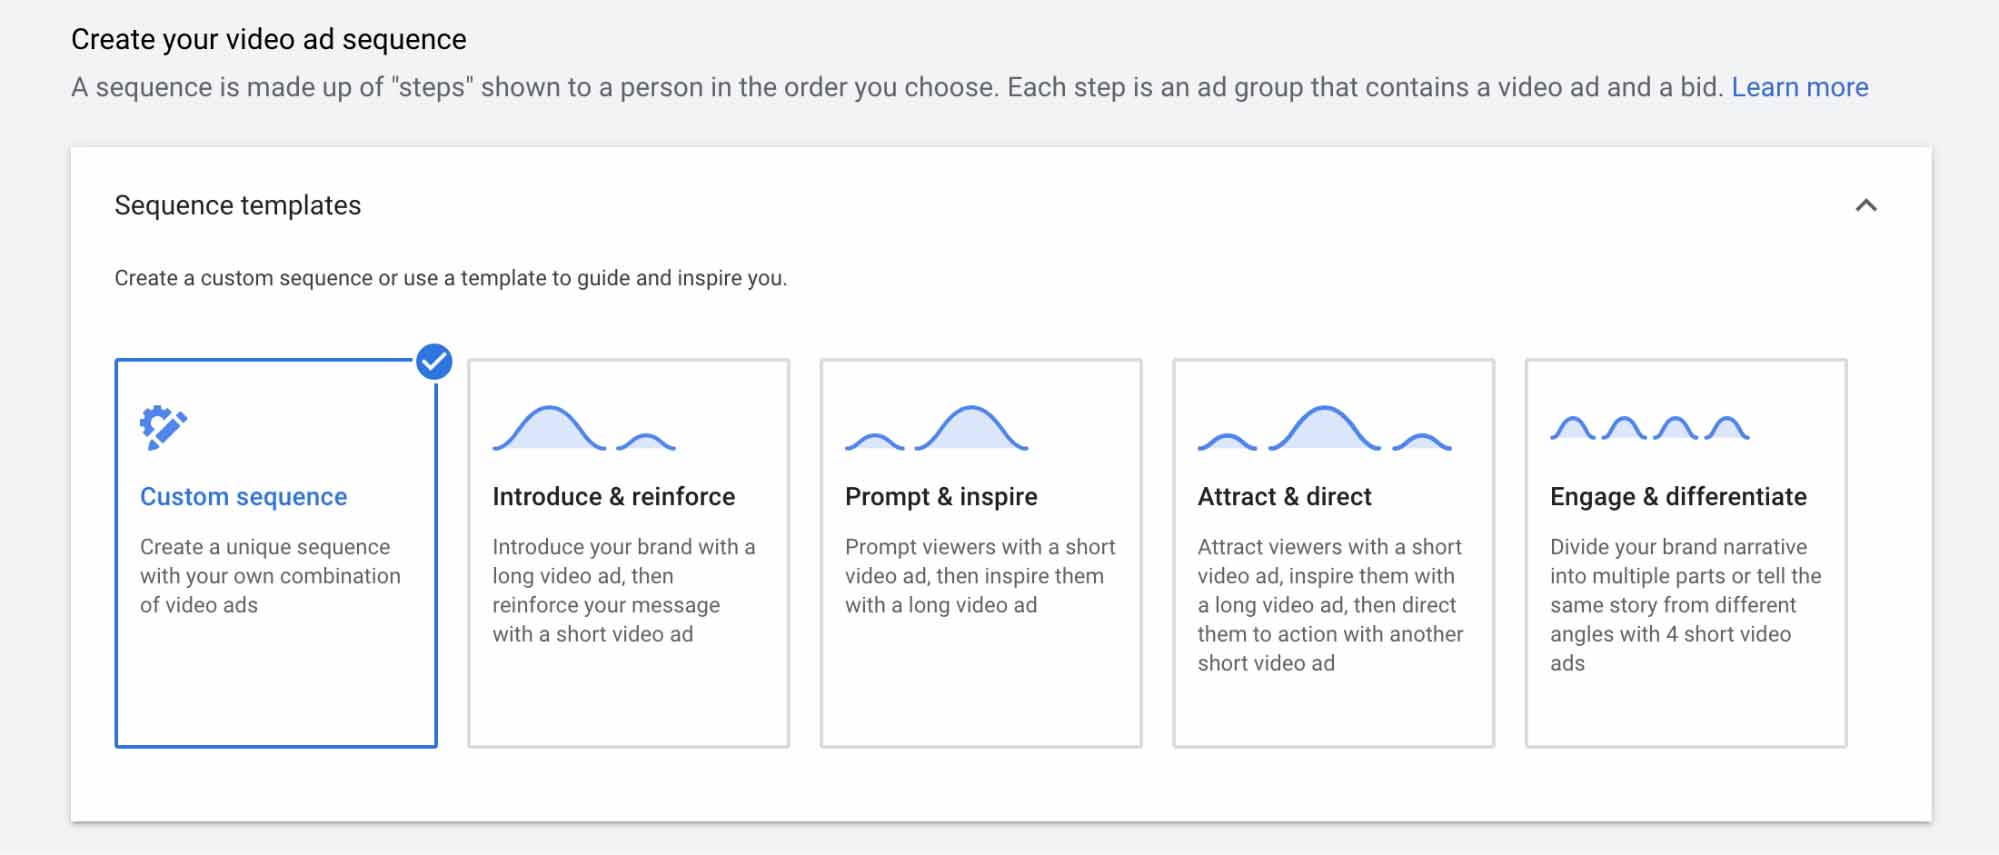 Create your video ad sequence
A sequence is made up of "steps" shown to a person in the order you choose. Each step is an ad group that contains a video ad and a bid. Learn more
Sequence templates
Create a custom sequence or use a template to guide and inspire you.
Custom sequence
Create a unique sequence
with your own combination
of video ads
Introduce & reinforce
Introduce your brand with a
long video ad, then
reinforce your message
with a short video ad
Prompt & inspire
Prompt viewers with a short
video ad, then inspire them
with a long video ad
Attract & direct
Attract viewers with a short
video ad, inspire them with
a long video ad, then direct
them to action with another
short video ad
Engage & differentiate
Divide your brand narrative
into multiple parts or tell the
same story from different
angles with 4 short video
ads